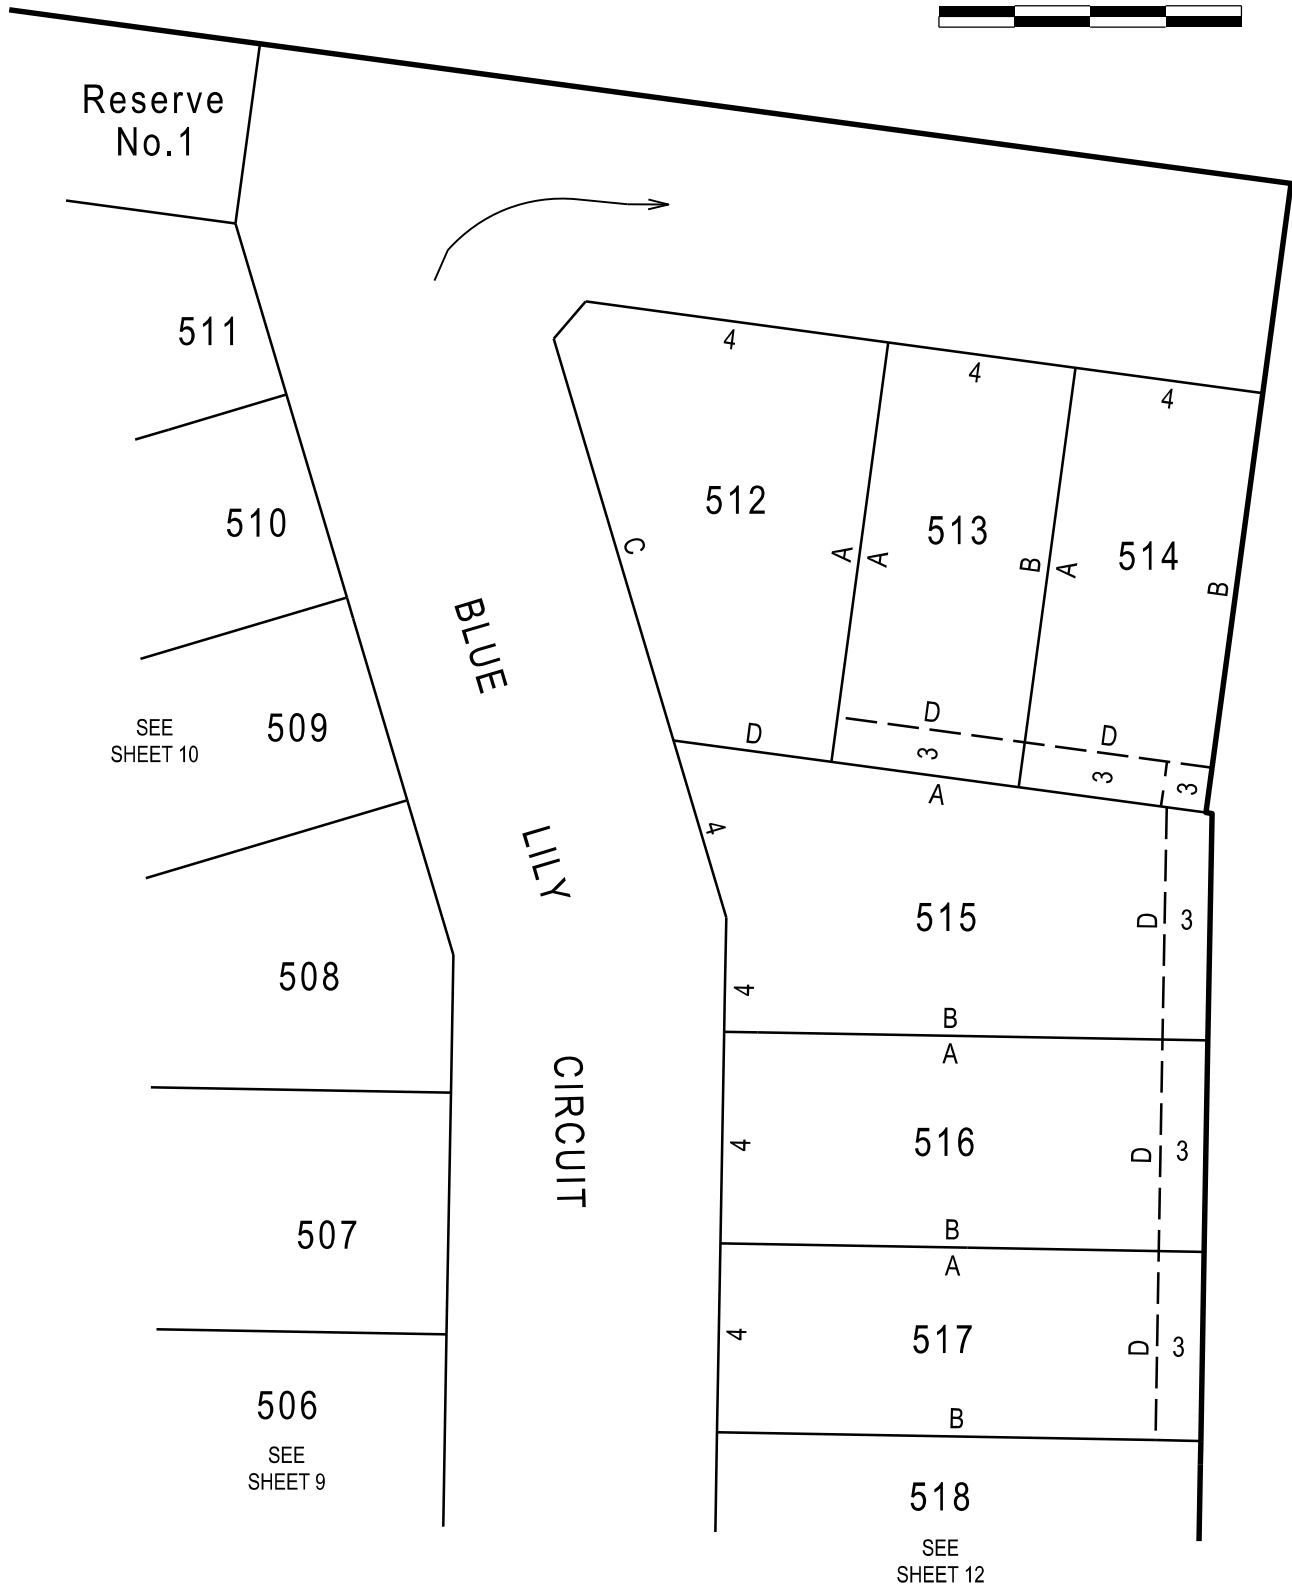 Reserve
No.1
511
4
4
4
510
512
513
514
C
A
A
B
A
B
BLUE
SEE
SHEET 10
509
D
D
D
3
3
3
A
4
LILY
515
D
3
508
4
B
A
CIRCUIT
516
4
D
3
507
B
A
517
4
D
3
506
B
SEE
SHEET 9
518
SEE
SHEET 12